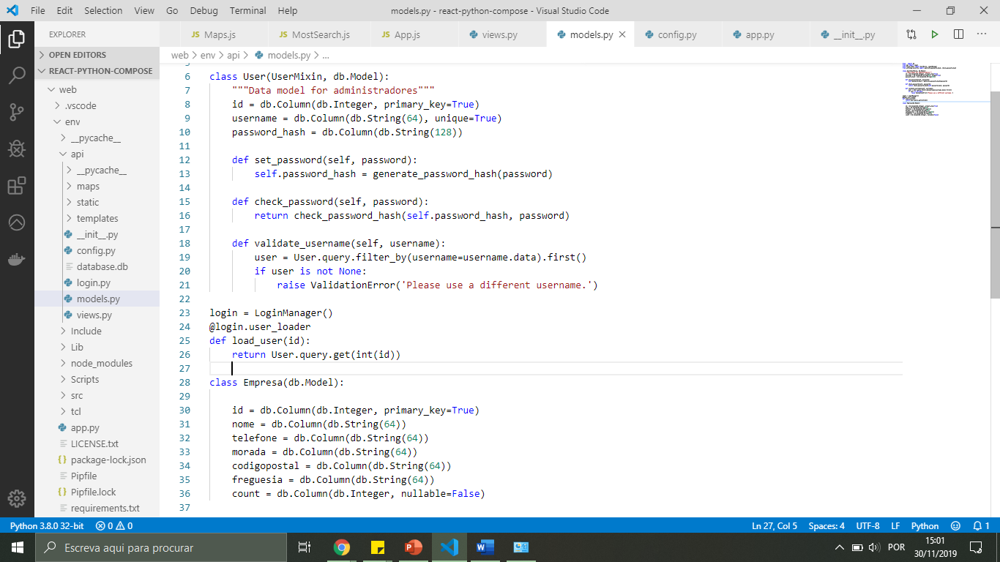 File Edit Selection View Go Debug Terminal Help models.py - react-python-compose - Visual Studio Code
EXPLORER
JS Maps.js JS MostSearch.js JS App.js views.py models.py config.py app.py __init__.py
OPEN EDITORS
REACT-PYTHON-COMPOSE
web
.vscode
env
__pycache__
api
__pycache__
maps
static
templates
__init__.py
config.py
database.db
login.py
models.py
views.py
Include
Lib
node_modules
Scripts
src
tcl
app.py
LICENSE.txt
{} package-lock.json
Pipfile
{} Pipfile.lock
requirements.txt
web > env > api > models.py > ...
6 class User(UserMixin, db.Model):
7 """Data model for administradores"""
8 id = db.Column(db.Integer, primary_key=True)
9 username = db.Column(db.String(64), unique=True)
10 password_hash = db.Column(db.String(128))
11
12 def set_password(self, password):
13 self.password_hash = generate_password_hash(password)
14
15 def check_password(self, password):
16 return check_password_hash(self.password_hash, password)
17
18 def validate_username(self, username):
19 user = User.query.filter_by(username=username.data).first()
20 if user is not None:
21 raise ValidationError('Please use a different username.')
22
23 login = LoginManager()
24 @login.user_loader
25 def load_user(id):
26 return User.query.get(int(id))
27
28 class Empresa(db.Model):
29
30 id = db.Column(db.Integer, primary_key=True)
31 nome = db.Column(db.String(64))
32 telefone = db.Column(db.String(64))
33 morada = db.Column(db.String(64))
34 codigopostal = db.Column(db.String(64))
35 freguesia = db.Column(db.String(64))
36 count = db.Column(db.Integer, nullable=False)
37
Python 3.8.0 32-bit 0 0 Ln 27, Col 5 Spaces: 4 UTF-8 LF Python 1
Escreva aqui para procurar
POR
15:01
30/11/2019